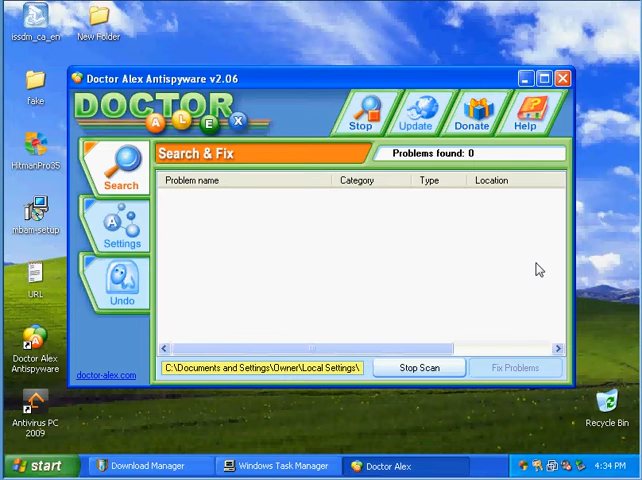 issdm_ca_en
New Folder
fake
HitmanPro35
mbam-setup
URL
Doctor Alex
Antispyware
Antivirus PC
2009
Doctor Alex Antispyware v2.06
DOCTOR
A L E X
Stop
Update
Donate
Help
Search & Fix
Problems found: 0
Search
Settings
Undo
Problem name
Category
Type
Location
C:\Documents and Settings\Owner\Local Settings\
Stop Scan
Fix Problems
doctor-alex.com
Recycle Bin
start
Download Manager
Windows Task Manager
Doctor Alex
4:34 PM